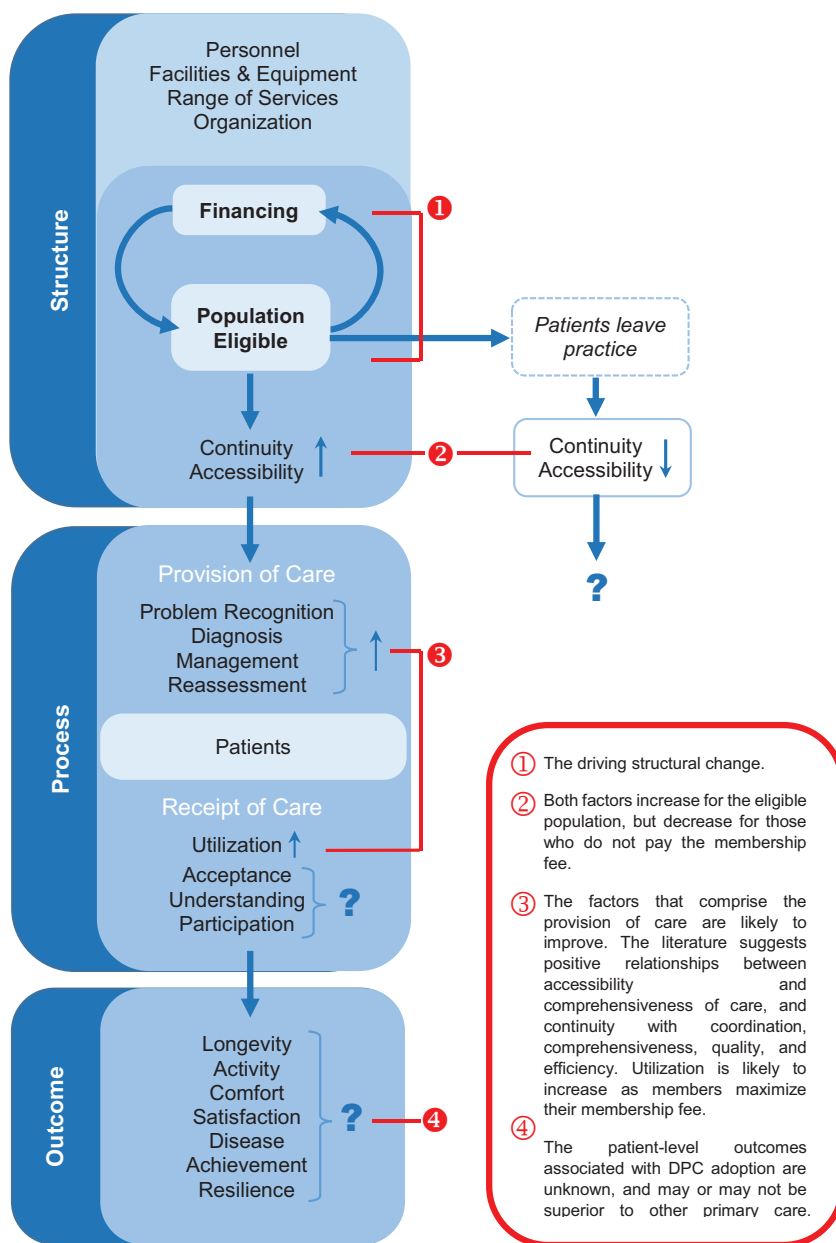 Structure
Personnel
Facilities & Equipment
Range of Services
Organization
Financing
❶
Population
Eligible
Patients leave
practice
Continuity
Accessibility
❷
Continuity
Accessibility
?
Process
Provision of Care
Problem Recognition
Diagnosis
Management
Reassessment
❸
Patients
Receipt of Care
Utilization
Acceptance
Understanding
Participation
?
Outcome
Longevity
Activity
Comfort
Satisfaction
Disease
Achievement
Resilience
?
❹
① The driving structural change.
② Both factors increase for the eligible
population, but decrease for those
who do not pay the membership
fee.
③ The factors that comprise the
provision of care are likely to
improve. The literature suggests
positive relationships between
accessibility and
comprehensiveness of care, and
continuity with coordination,
comprehensiveness, quality, and
efficiency. Utilization is likely to
increase as members maximize
their membership fee.
④
The patient-level outcomes
associated with DPC adoption are
unknown, and may or may not be
superior to other primary care.